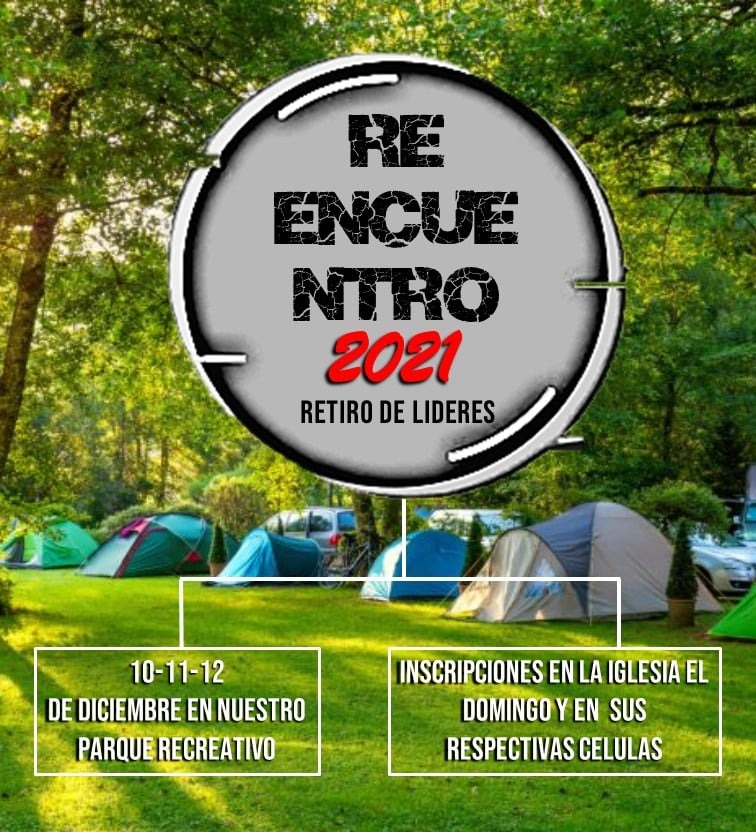 RE
ENCUE
NTRO
2021
RETIRO DE LIDERES
10-11-12
DE DICIEMBRE EN NUESTRO
PARQUE RECREATIVO
INSCRIPCIONES EN LA IGLESIA EL
DOMINGO Y EN SUS
RESPECTIVAS CELULAS